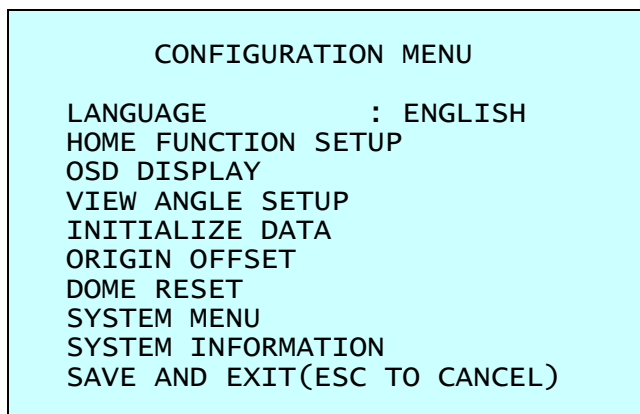 CONFIGURATION MENU
LANGUAGE : ENGLISH
HOME FUNCTION SETUP
OSD DISPLAY
VIEW ANGLE SETUP
INITIALIZE DATA
ORIGIN OFFSET
DOME RESET
SYSTEM MENU
SYSTEM INFORMATION
SAVE AND EXIT(ESC TO CANCEL)